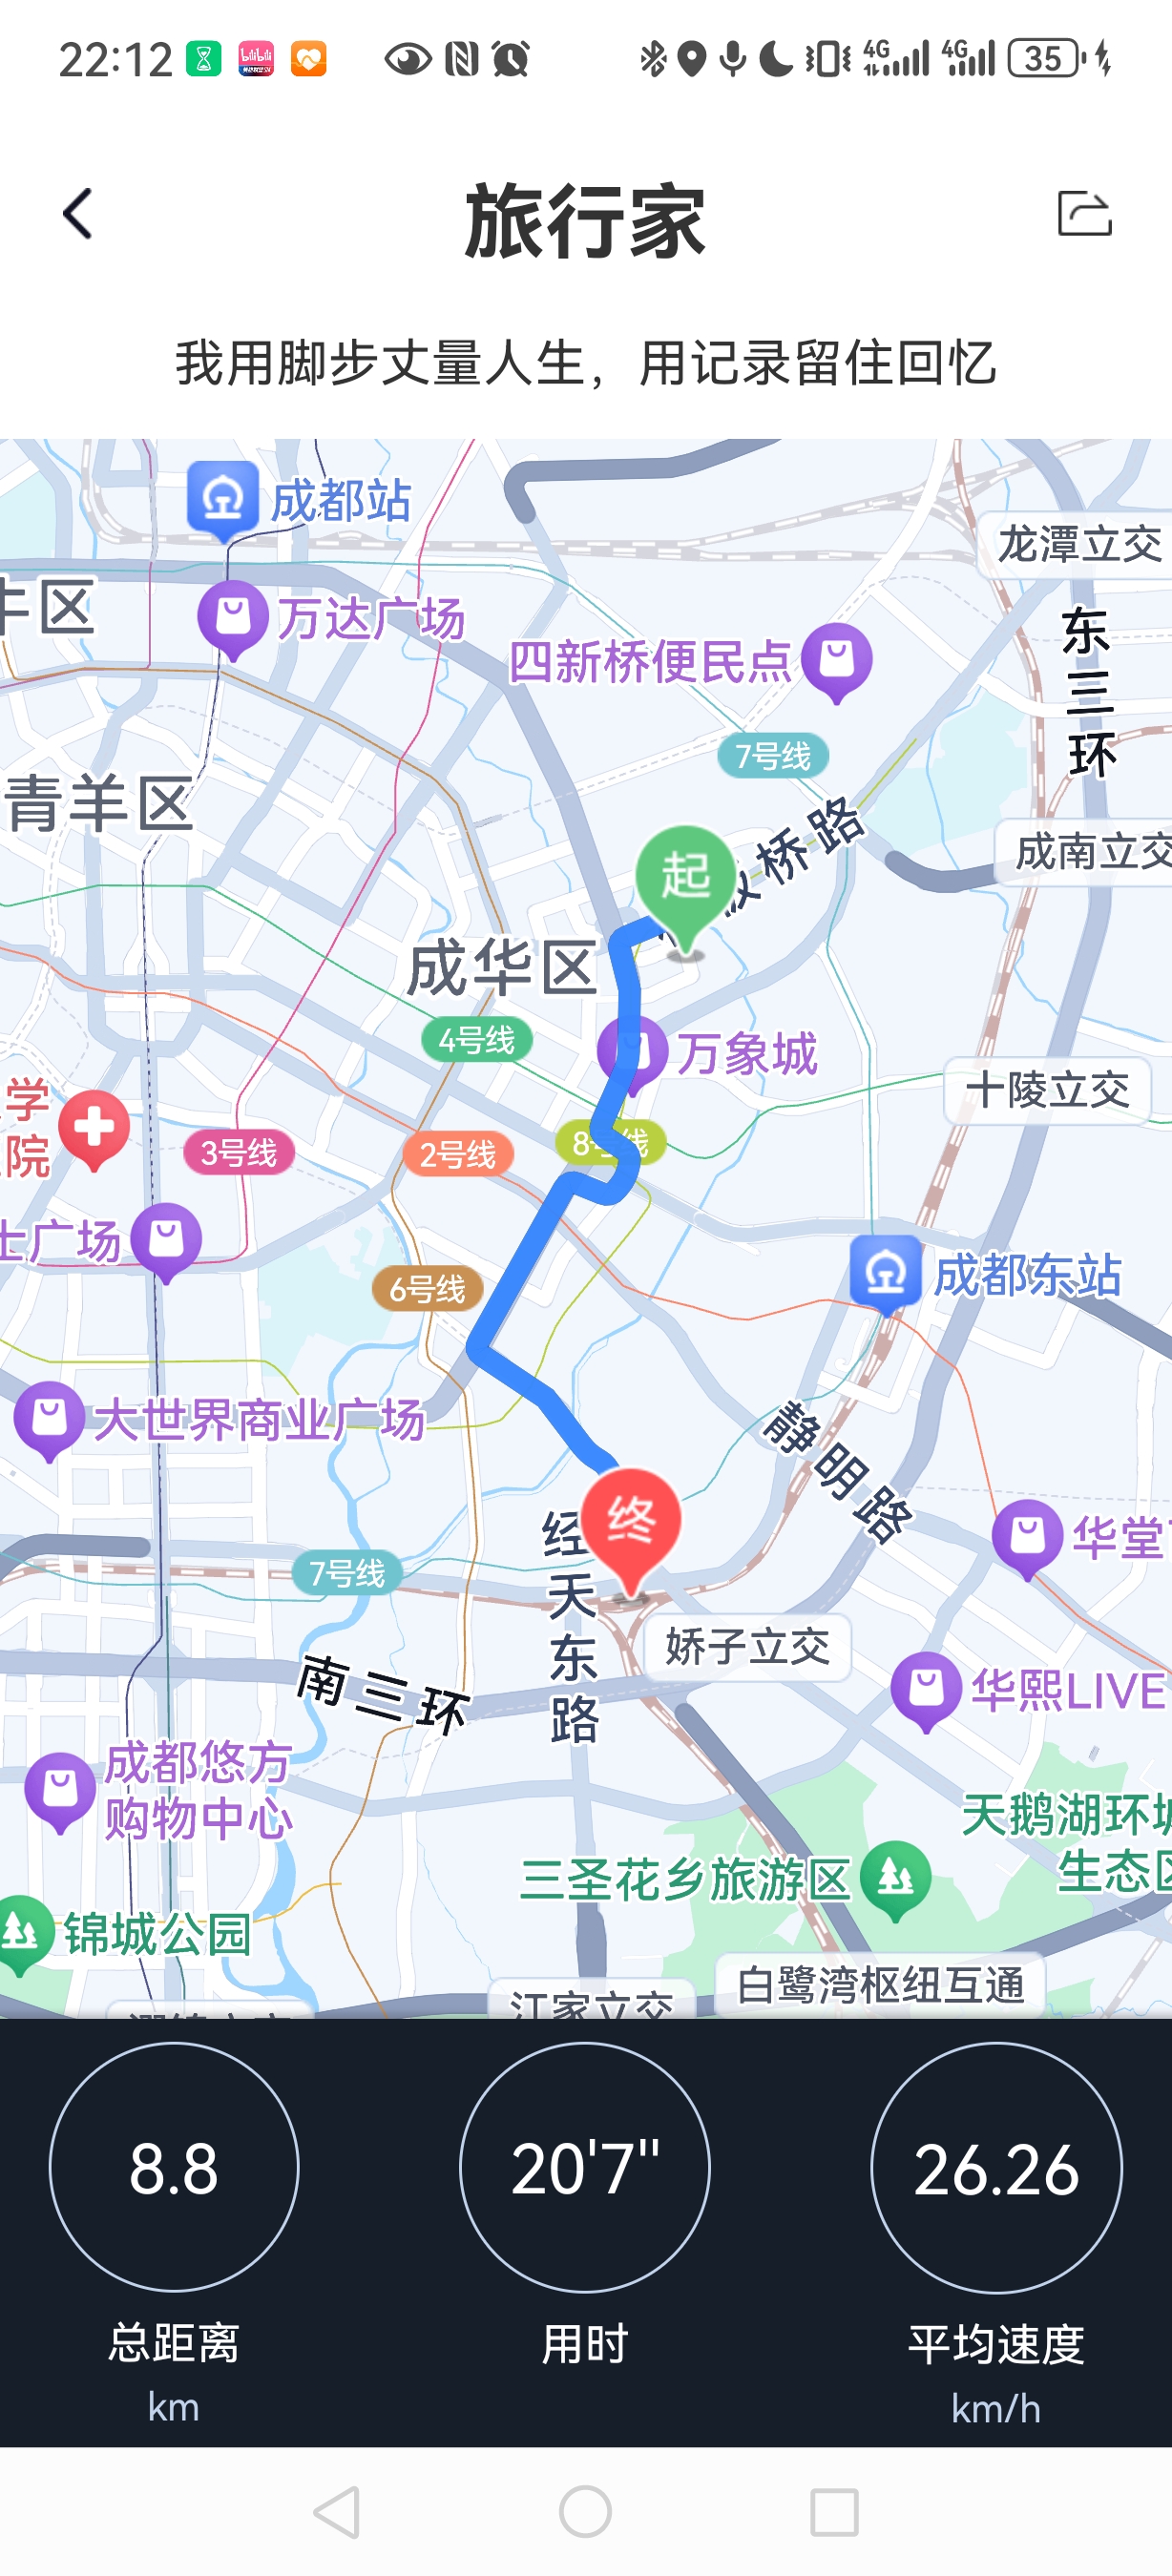 22:12
bilibili
4G
4G
35
旅行家
我用脚步丈量人生，用记录留住回忆
成都站
龙潭立交
牛区
万达广场
四新桥便民点
东三环
7号线
青羊区
桥路
成南立交
起
成华区
4号线
万象城
十陵立交
学
院
3号线
2号线
8号线
士广场
成都东站
6号线
大世界商业广场
静明路
终
经天东路
华堂
7号线
娇子立交
南三环
华熙LIVE
成都悠方
购物中心
天鹅湖环城
生态区
三圣花乡旅游区
锦城公园
白鹭湾枢纽互通
江家立交
8.8
20'7"
26.26
总距离
用时
平均速度
km
km/h